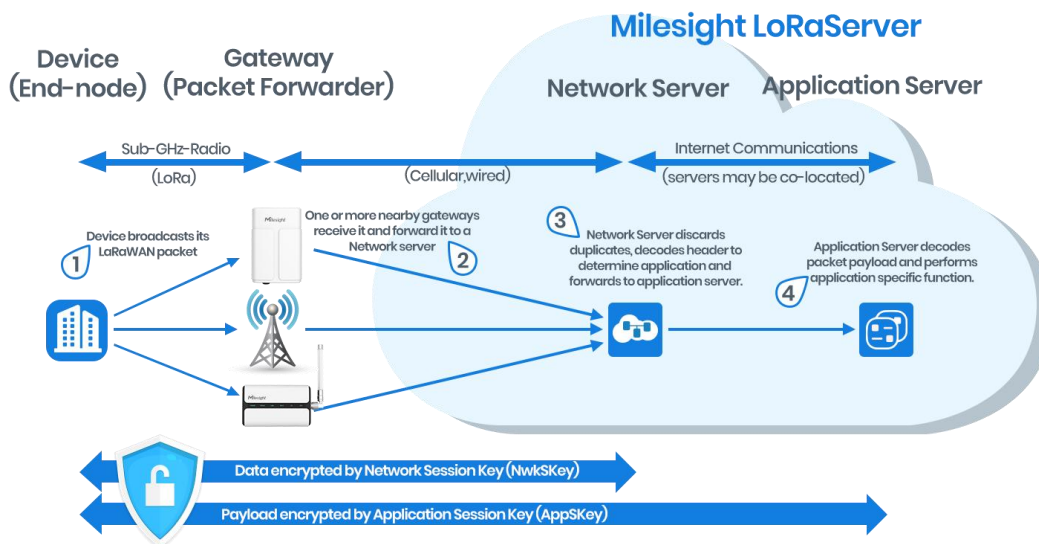 Milesight LoRaServer
Device
(End-node)
Gateway
(Packet Forwarder)
Network Server
Application Server
Sub-GHz-Radio
(LoRa)
(Cellular,wired)
Internet Communications
(servers may be co-located)
1
Device broadcasts its
LaRaWAN packet
Milesight
One or more nearby gateways
receive it and forward it to a
Network server
2
3
Network Server discards
duplicates, decodes header to
determine application and
forwards to application server.
4
Application Server decodes
packet payload and performs
application specific function.
Milesight
Data encrypted by Network Session Key (NwkSKey)
Payload encrypted by Application Session Key (AppSKey)